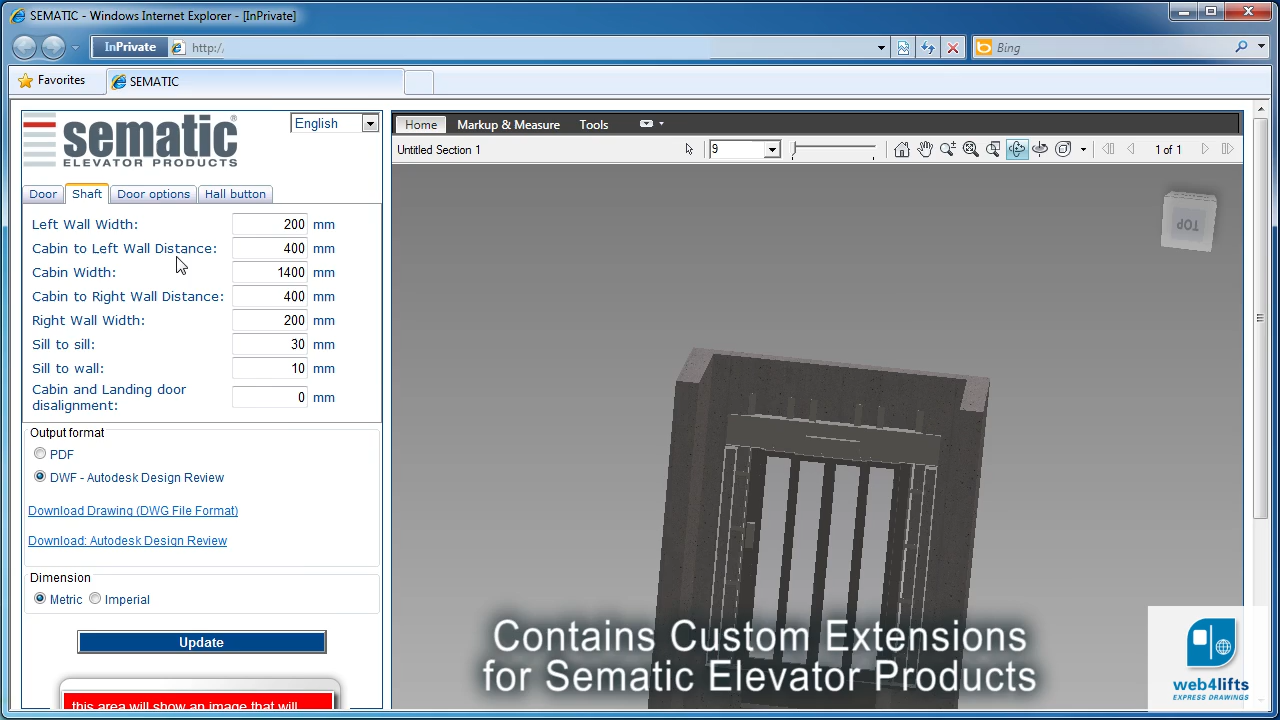 SEMATIC - Windows Internet Explorer - [InPrivate]
InPrivate http:/
Bing
Favorites
SEMATIC
sematic®
ELEVATOR PRODUCTS
English
Door Shaft Door options Hall button
Left Wall Width: 200 mm
Cabin to Left Wall Distance: 400 mm
Cabin Width: 1400 mm
Cabin to Right Wall Distance: 400 mm
Right Wall Width: 200 mm
Sill to sill: 30 mm
Sill to wall: 10 mm
Cabin and Landing door
disalignment: 0 mm
Output format
PDF
DWF - Autodesk Design Review
Download Drawing (DWG File Format)
Download: Autodesk Design Review
Dimension
Metric Imperial
Update
this area will show an image that will
Home Markup & Measure Tools
Untitled Section 1 9 1 of 1
TOP
Contains Custom Extensions
for Sematic Elevator Products
web4lifts
EXPRESS DRAWINGS